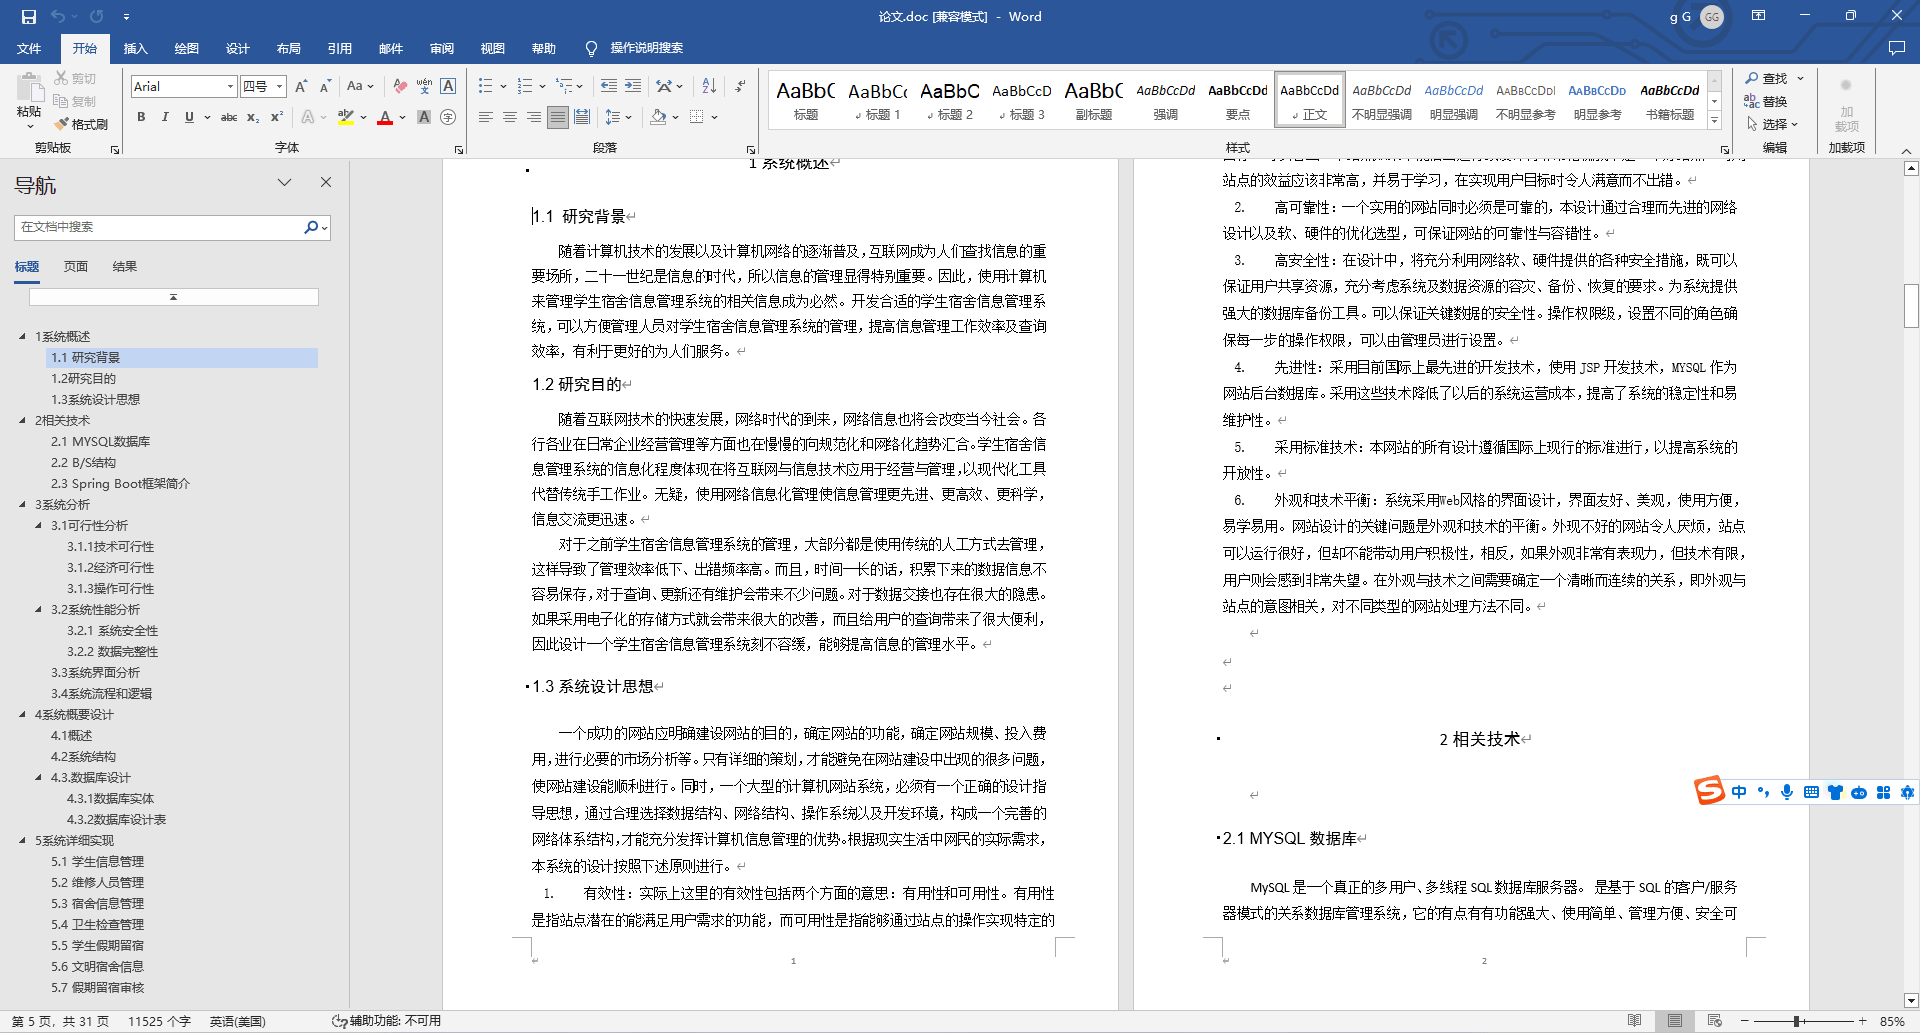 论文.doc [兼容模式] - Word
g G
GG
文件 开始 插入 绘图 设计 布局 引用 邮件 审阅 视图 帮助 操作说明搜索
粘贴
剪切
复制
格式刷
剪贴板
Arial 四号
字体
段落
AaBbC 标题
AaBbCc 标题 1
AaBbC 标题 2
AaBbCcD 标题 3
AaBbC 副标题
AaBbCcDd 强调
AaBbCcDd 要点
AaBbCcDd 正文
AaBbCcDd 不明显强调
AaBbCcDd 明显强调
AaBbCcDdI 不明显参考
AaBbCcDd 明显参考
AaBbCcDd 书籍标题
样式
查找
替换
选择
编辑
加载项
加载项
导航
在文档中搜索
标题 页面 结果
1系统概述
1.1 研究背景
1.2研究目的
1.3系统设计思想
2相关技术
2.1 MYSQL数据库
2.2 B/S结构
2.3 Spring Boot框架简介
3系统分析
3.1可行性分析
3.1.1技术可行性
3.1.2经济可行性
3.1.3操作可行性
3.2系统性能分析
3.2.1 系统安全性
3.2.2 数据完整性
3.3系统界面分析
3.4系统流程和逻辑
4系统概要设计
4.1概述
4.2系统结构
4.3.数据库设计
4.3.1数据库实体
4.3.2数据库设计表
5系统详细实现
5.1 学生信息管理
5.2 维修人员管理
5.3 宿舍信息管理
5.4 卫生检查管理
5.5 学生假期留宿
5.6 文明宿舍信息
5.7 假期留宿审核
1 系统概述
1.1 研究背景
随着计算机技术的发展以及计算机网络的逐渐普及，互联网成为人们查找信息的重
要场所，二十一世纪是信息的时代，所以信息的管理显得特别重要。因此，使用计算机
来管理学生宿舍信息管理系统的相关信息成为必然。开发合适的学生宿舍信息管理系
统，可以方便管理人员对学生宿舍信息管理系统的管理，提高信息管理工作效率及查询
效率，有利于更好的为人们服务。
1.2 研究目的
随着互联网技术的快速发展，网络时代的到来，网络信息也将会改变当今社会。各
行各业在日常企业经营管理等方面也在慢慢的向规范化和网络化趋势汇合。学生宿舍信
息管理系统的信息化程度体现在将互联网与信息技术应用于经营与管理，以现代化工具
代替传统手工作业。无疑，使用网络信息化管理使信息管理更先进、更高效、更科学，
信息交流更迅速。
对于之前学生宿舍信息管理系统的管理，大部分都是使用传统的人工方式去管理，
这样导致了管理效率低下、出错频率高。而且，时间一长的话，积累下来的数据信息不
容易保存，对于查询、更新还有维护会带来不少问题。对于数据交接也存在很大的隐患。
如果采用电子化的存储方式就会带来很大的改善，而且给用户的查询带来了很大便利，
因此设计一个学生宿舍信息管理系统刻不容缓，能够提高信息的管理水平。
1.3 系统设计思想
一个成功的网站应明确建设网站的目的，确定网站的功能，确定网站规模、投入费
用，进行必要的市场分析等。只有详细的策划，才能避免在网站建设中出现的很多问题，
使网站建设能顺利进行。同时，一个大型的计算机网站系统，必须有一个正确的设计指
导思想，通过合理选择数据结构、网络结构、操作系统以及开发环境，构成一个完善的
网络体系结构，才能充分发挥计算机信息管理的优势。根据现实生活中网民的实际需求，
本系统的设计按照下述原则进行。
1. 有效性：实际上这里的有效性包括两个方面的意思：有用性和可用性。有用性
是指站点潜在的能满足用户需求的功能，而可用性是指能够通过站点的操作实现特定的
1
站点的效益应该非常高，并易于学习，在实现用户目标时令人满意而不出错。
2. 高可靠性：一个实用的网站同时必须是可靠的，本设计通过合理而先进的网络
设计以及软、硬件的优化选型，可保证网站的可靠性与容错性。
3. 高安全性：在设计中，将充分利用网络软、硬件提供的各种安全措施，既可以
保证用户共享资源，充分考虑系统及数据资源的容灾、备份、恢复的要求。为系统提供
强大的数据库备份工具。可以保证关键数据的安全性。操作权限级，设置不同的角色确
保每一步的操作权限，可以由管理员进行设置。
4. 先进性：采用目前国际上最先进的开发技术，使用 JSP 开发技术，MYSQL 作为
网站后台数据库。采用这些技术降低了以后的系统运营成本，提高了系统的稳定性和易
维护性。
5. 采用标准技术：本网站的所有设计遵循国际上现行的标准进行，以提高系统的
开放性。
6. 外观和技术平衡：系统采用Web风格的界面设计，界面友好、美观，使用方便，
易学易用。网站设计的关键问题是外观和技术的平衡。外现不好的网站令人厌烦，站点
可以运行很好，但却不能带动用户积极性，相反，如果外观非常有表现力，但技术有限，
用户则会感到非常失望。在外观与技术之间需要确定一个清晰而连续的关系，即外观与
站点的意图相关，对不同类型的网站处理方法不同。
2 相关技术
2.1 MYSQL 数据库
MySQL 是一个真正的多用户、多线程 SQL 数据库服务器。 是基于 SQL 的客户/服务
器模式的关系数据库管理系统，它的有点有有功能强大、使用简单、管理方便、安全可
2
中
第 5 页，共 31 页 11525 个字 英语(美国) 辅助功能: 不可用
85%